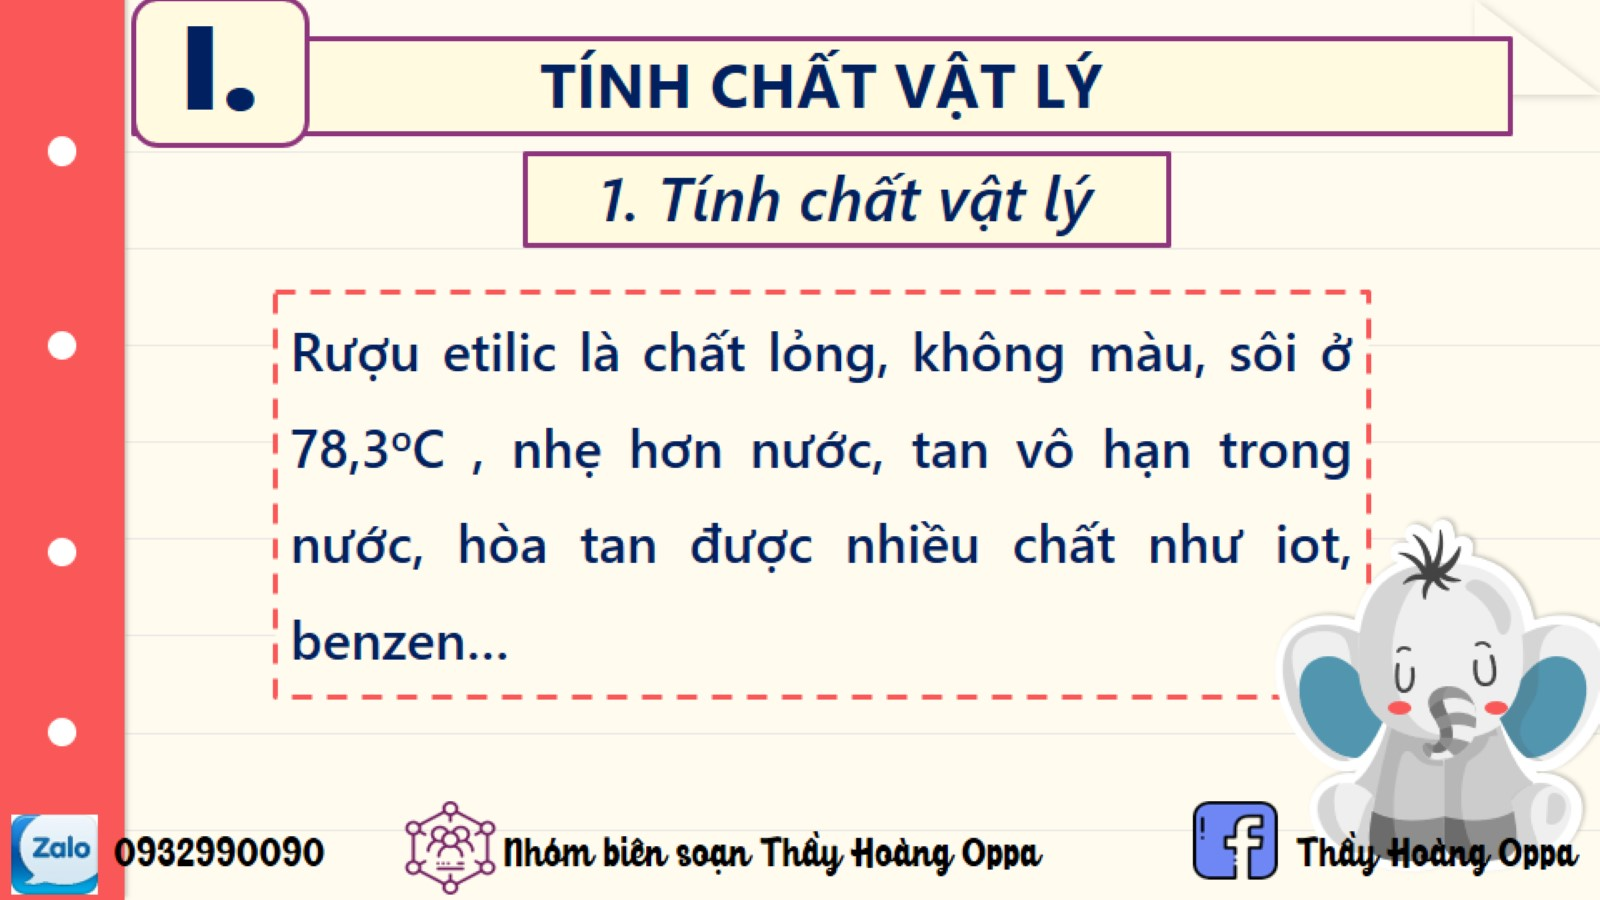 I.
TÍNH CHẤT VẬT LÝ
1. Tính chất vật lý
Rượu etilic là chất lỏng, không màu, sôi ở
78,3ºC , nhẹ hơn nước, tan vô hạn trong
nước, hòa tan được nhiều chất như iot,
benzen...
Zalo 0932990090 Nhóm biên soạn Thầy Hoàng Oppa f Thầy Hoàng Oppa